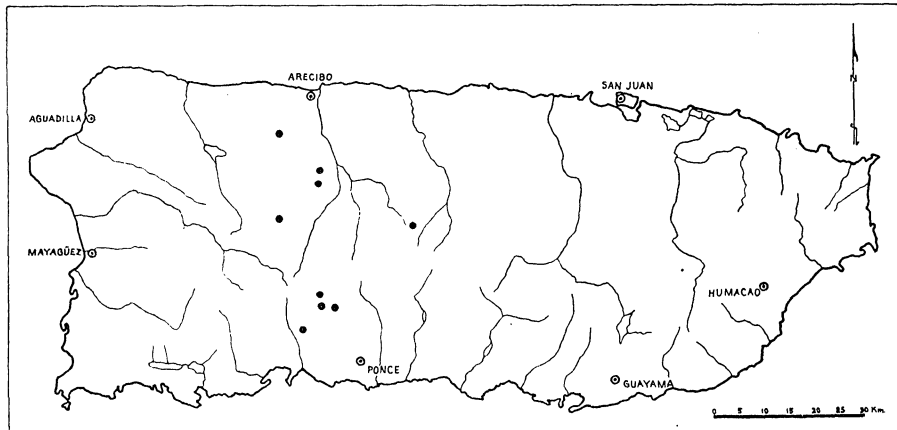 ARECIBO
SAN JUAN
N
AGUADILLA
MAYAGÜEZ
HUMACAO
PONCE
GUAYAMA
0 5 10 15 20 25 30 Km.